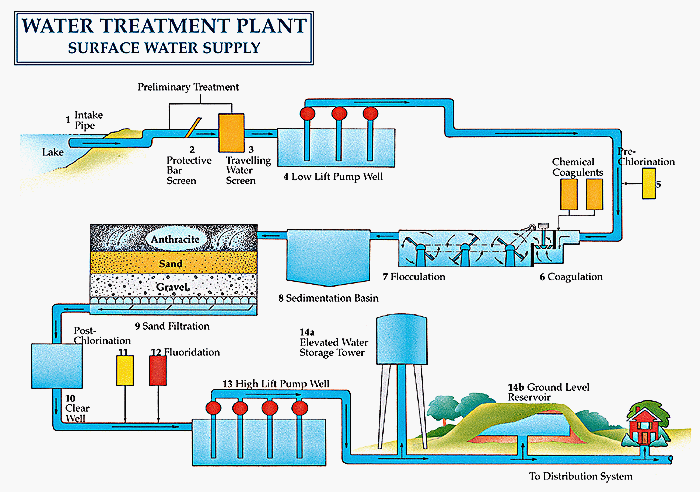 WATER TREATMENT PLANT
SURFACE WATER SUPPLY
Preliminary Treatment
1 Intake
Pipe
Lake
2
Protective
Bar
Screen
3
Travelling
Water
Screen
4 Low Lift Pump Well
Pre-
Chlorination
5
Chemical
Coagulents
6 Coagulation
7 Flocculation
8 Sedimentation Basin
Anthracite
Sand
Gravel
9 Sand Filtration
10
Clear
Well
Post-
Chlorination
11
12 Fluoridation
13 High Lift Pump Well
14a
Elevated Water
Storage Tower
14b Ground Level
Reservoir
To Distribution System